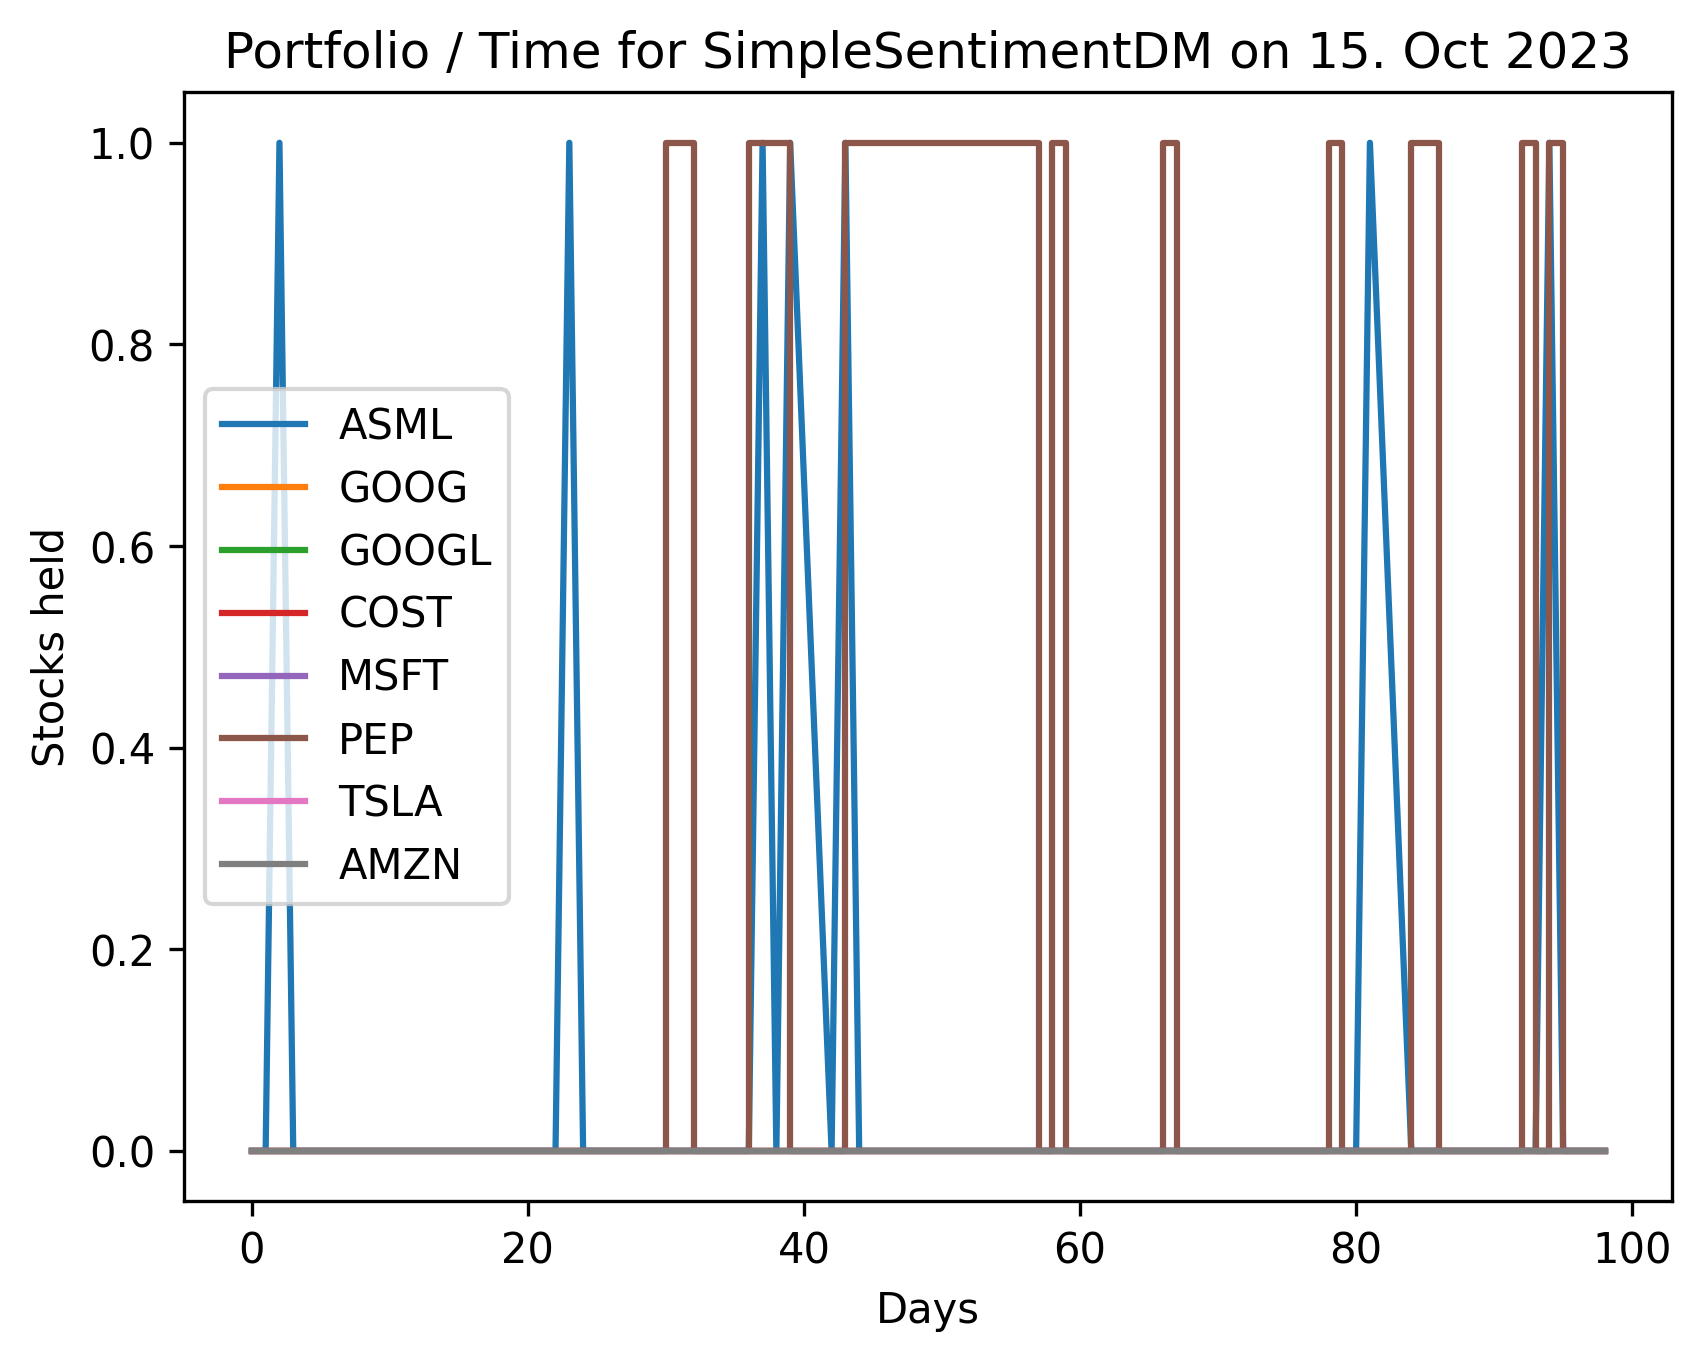 Portfolio / Time for SimpleSentimentDM on 15. Oct 2023
1.0
0.8
0.6
0.4
0.2
0.0
Stocks held
ASML
GOOG
GOOGL
COST
MSFT
PEP
TSLA
AMZN
0 20 40 60 80 100
Days